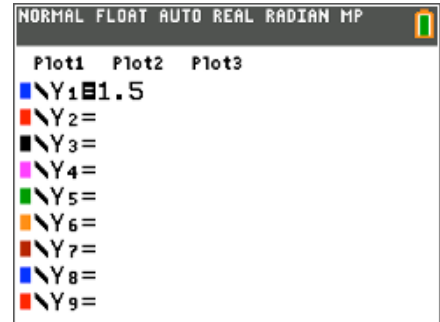 NORMAL FLOAT AUTO REAL RADIAN MP
Plot1 Plot2 Plot3
\Y1=1.5
\Y2=
\Y3=
\Y4=
\Y5=
\Y6=
\Y7=
\Y8=
\Y9=